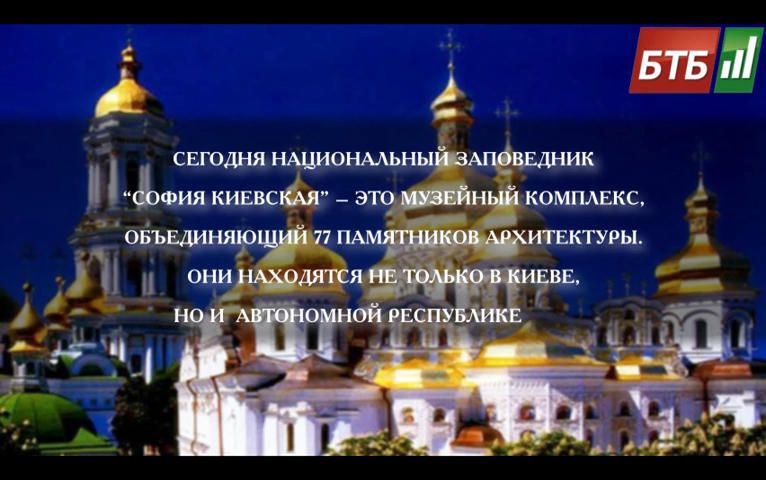 БТБ
СЕГОДНЯ НАЦИОНАЛЬНЫЙ ЗАПОВЕДНИК
“СОФИЯ КИЕВСКАЯ” – ЭТО МУЗЕЙНЫЙ КОМПЛЕКС,
ОБЪЕДИНЯЮЩИЙ 77 ПАМЯТНИКОВ АРХИТЕКТУРЫ.
ОНИ НАХОДЯТСЯ НЕ ТОЛЬКО В КИЕВЕ,
НО И АВТОНОМНОЙ РЕСПУБЛИКЕ